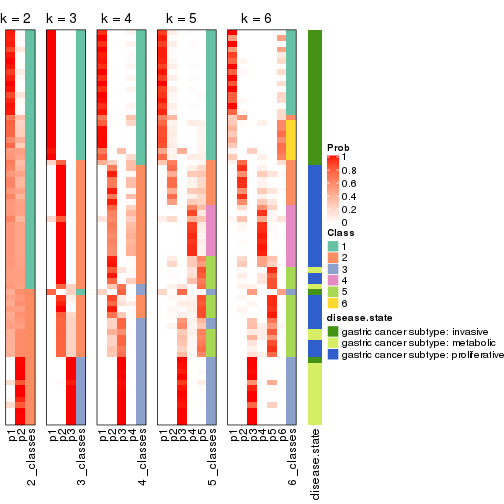 k = 2 k = 3 k = 4 k = 5 k = 6
Prob
1
0.8
0.6
0.4
0.2
0
Class
1
2
3
4
5
6
disease.state
gastric cancer subtype: invasive
gastric cancer subtype: metabolic
gastric cancer subtype: proliferative
p1 p2 2_classes p1 p2 p3 3_classes p1 p2 p3 p4 4_classes p1 p2 p3 p4 p5 5_classes p1 p2 p3 p4 p5 p6 6_classes disease.state